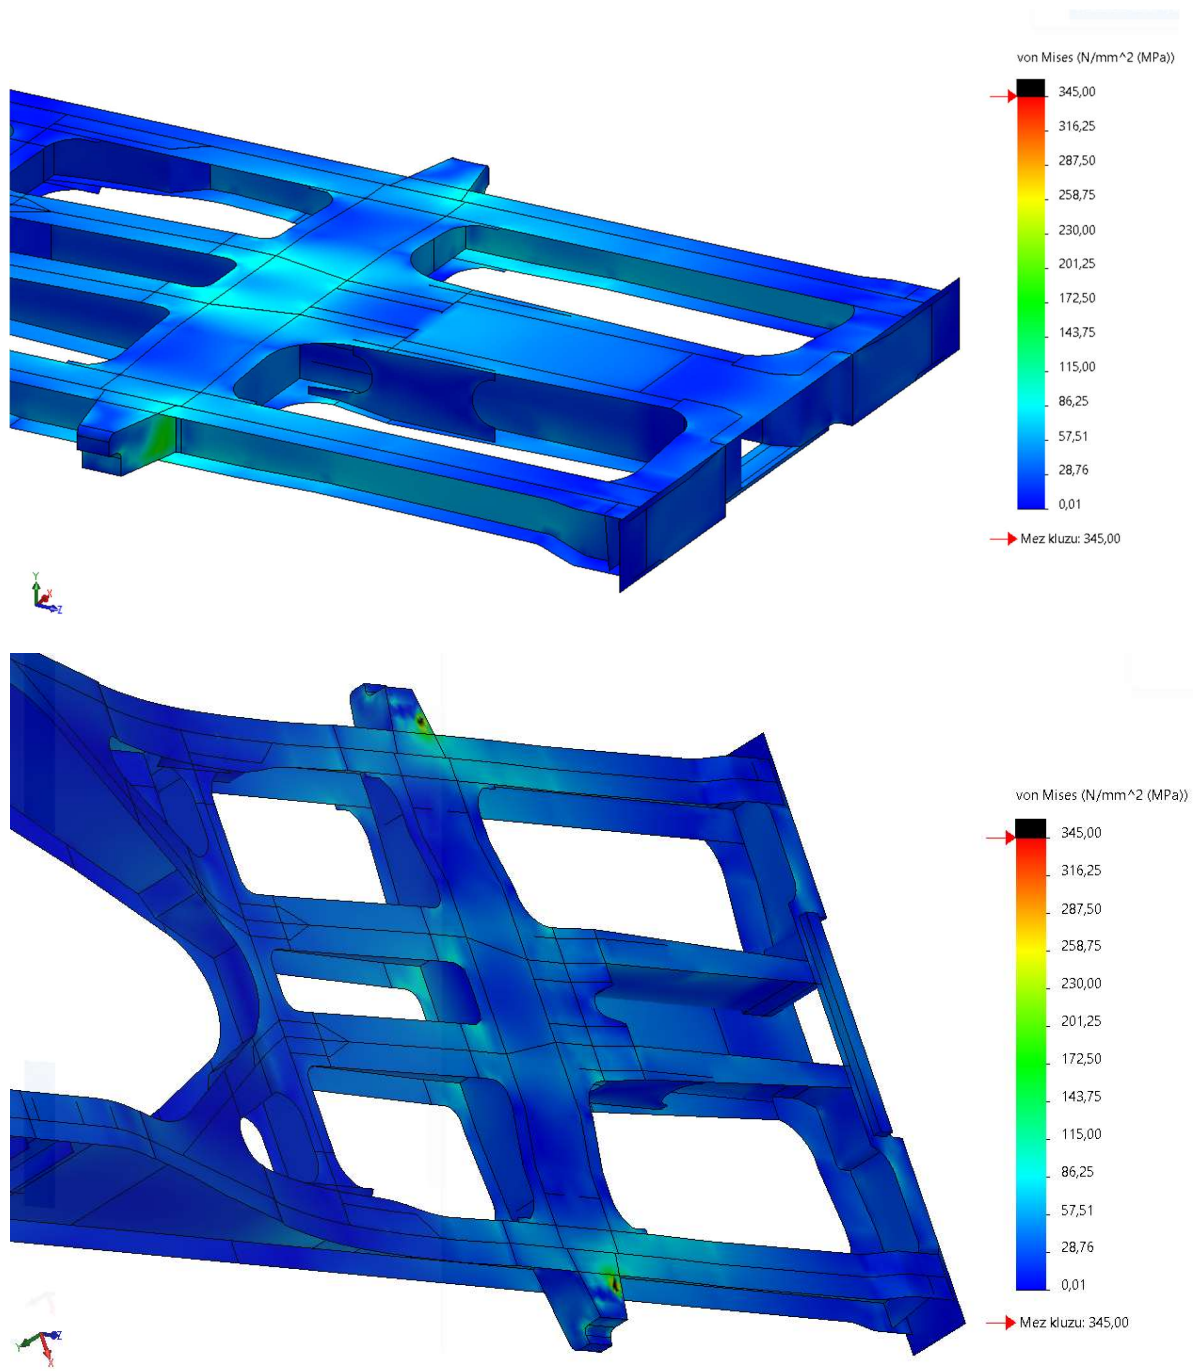 von Mises (N/mm^2 (MPa))
345,00
316,25
287,50
258,75
230,00
201,25
172,50
143,75
115,00
86,25
57,51
28,76
0,01
Mez kluzu: 345,00
Y
X
Z
von Mises (N/mm^2 (MPa))
345,00
316,25
287,50
258,75
230,00
201,25
172,50
143,75
115,00
86,25
57,51
28,76
0,01
Mez kluzu: 345,00
Y
Z
X